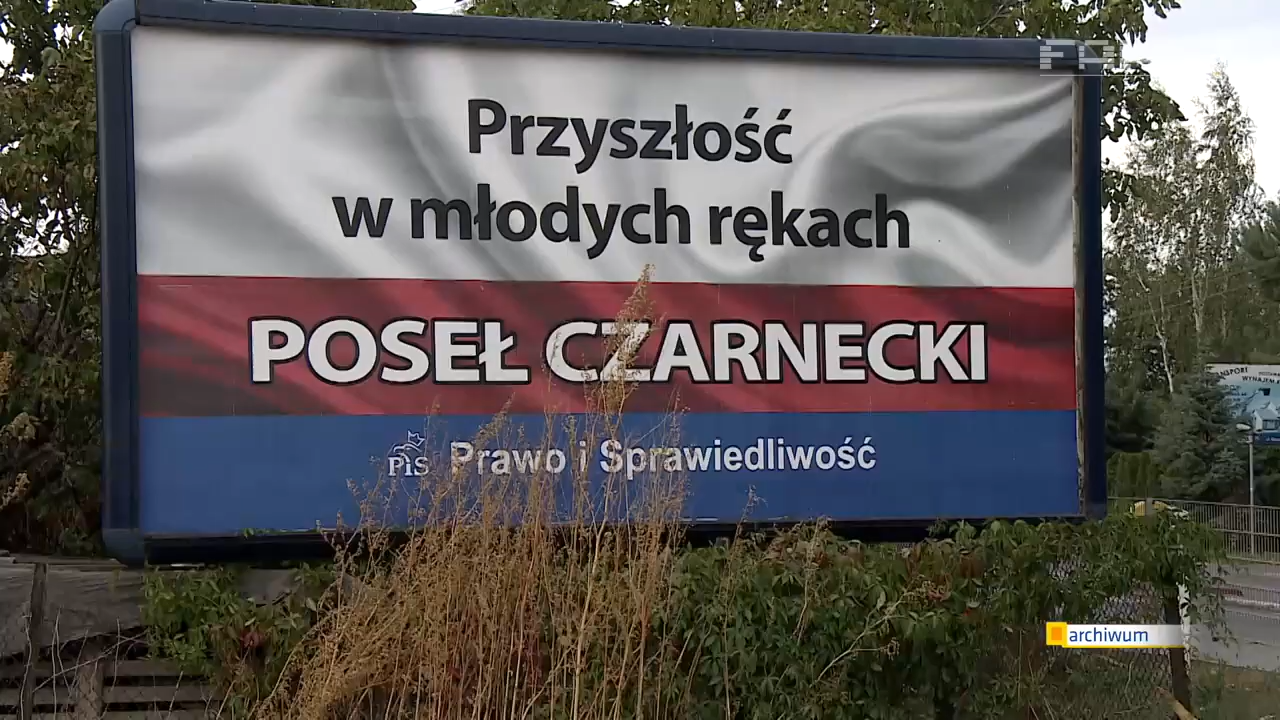 Przyszłość
w młodych rękach
POSEŁ CZARNECKI
PiS Prawo i Sprawiedliwość
archiwum